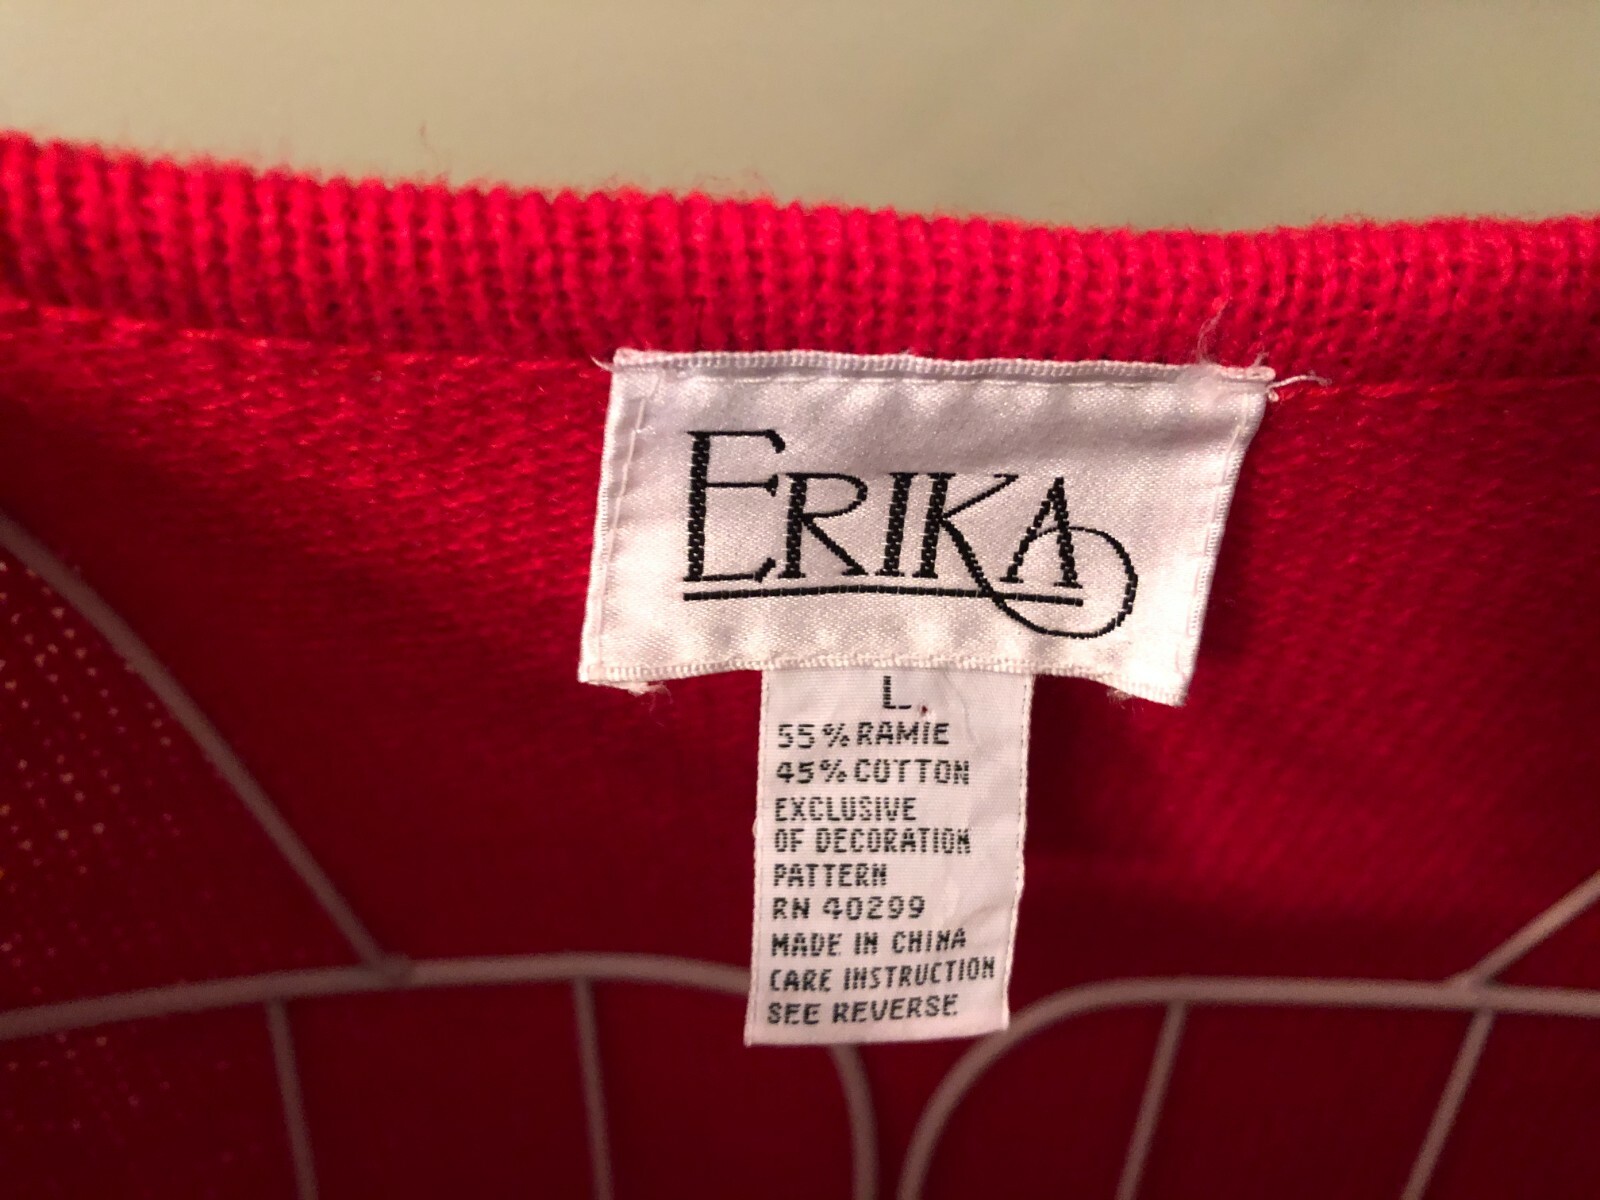 ERIKA
L
55% RAMIE
45% COTTON
EXCLUSIVE
OF DECORATION
PATTERN
RN 40299
MADE IN CHINA
CARE INSTRUCTION
SEE REVERSE